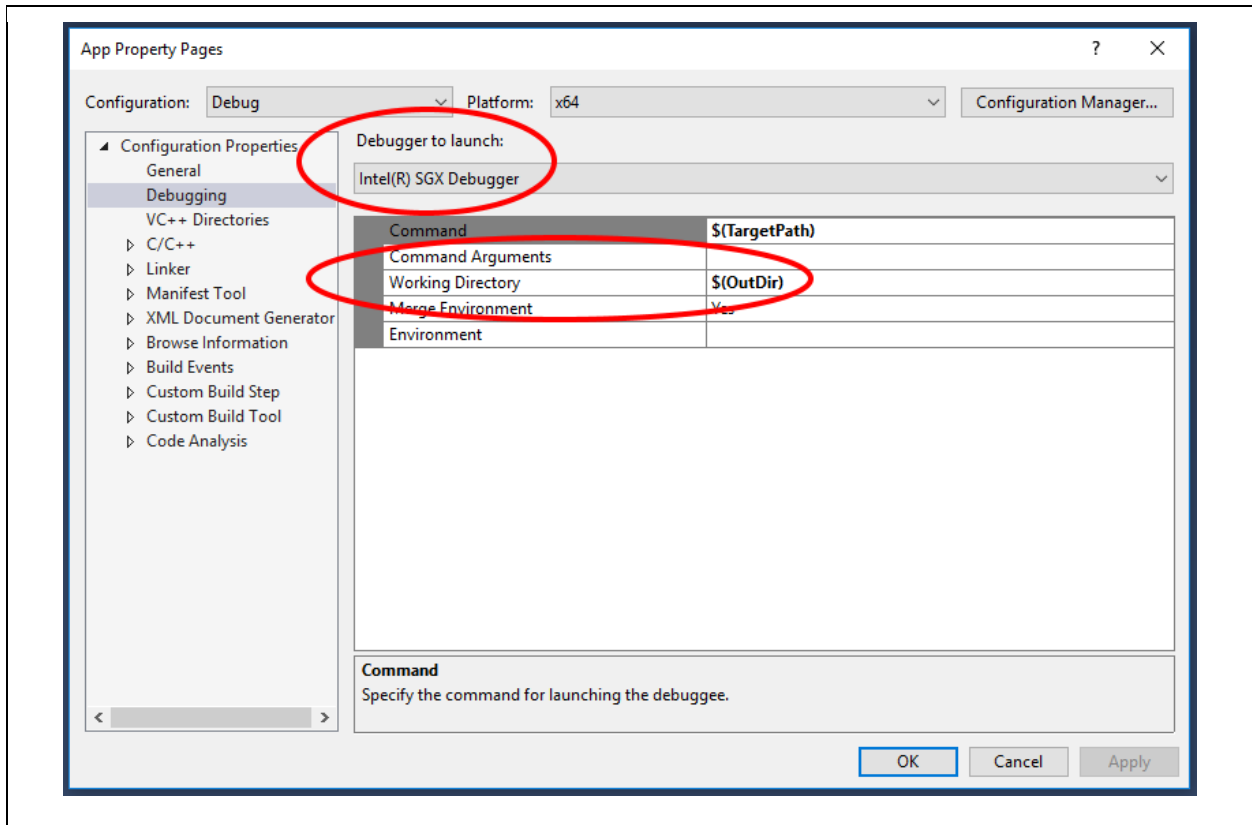 App Property Pages ?
Configuration: Debug Platform: x64 Configuration Manager...
Configuration Properties
General
Debugging
VC++ Directories
C/C++
Linker
Manifest Tool
XML Document Generator
Browse Information
Build Events
Custom Build Step
Custom Build Tool
Code Analysis
Debugger to launch:
Intel(R) SGX Debugger
Command $(TargetPath)
Command Arguments
Working Directory $(OutDir)
Merge Environment Yes
Environment
Command
Specify the command for launching the debuggee.
OK Cancel Apply